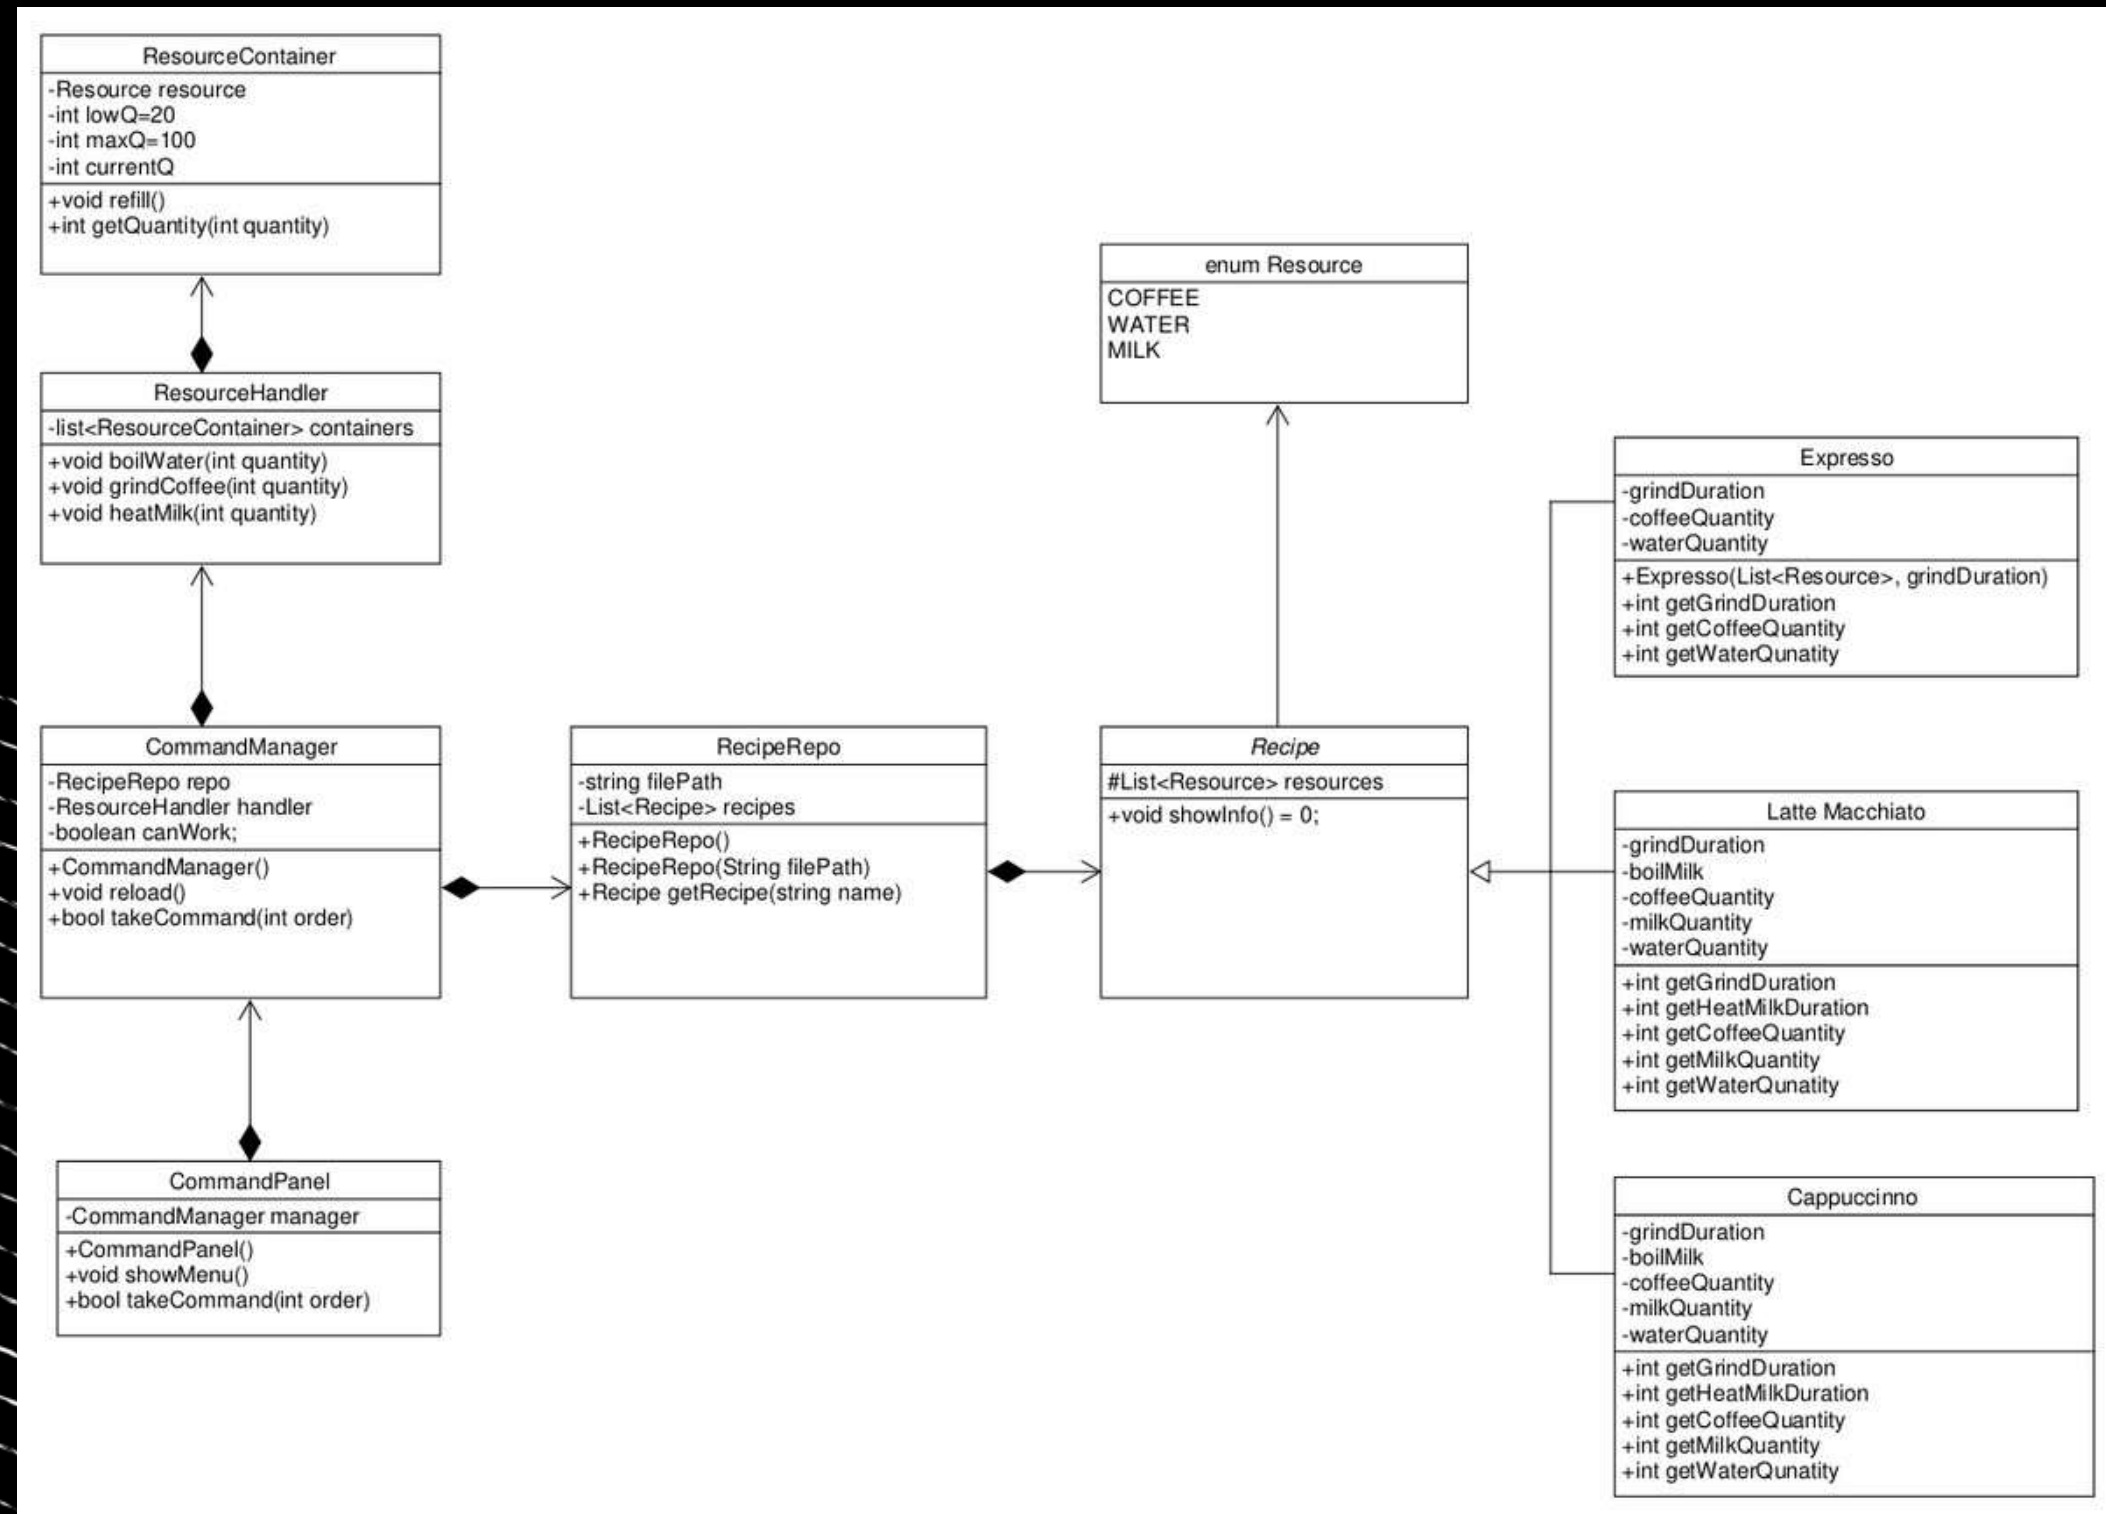 ResourceContainer
-Resource resource
-int lowQ=20
-int maxQ=100
-int currentQ
+void refill()
+int getQuantity(int quantity)
enum Resource
COFFEE
WATER
MILK
ResourceHandler
-list<ResourceContainer> containers
+void boilWater(int quantity)
+void grindCoffee(int quantity)
+void heatMilk(int quantity)
Expresso
-grindDuration
-coffeeQuantity
-waterQuantity
+Expresso(List<Resource>, grindDuration)
+int getGrindDuration
+int getCoffeeQuantity
+int getWaterQunatity
CommandManager
-RecipeRepo repo
-ResourceHandler handler
-boolean canWork;
+CommandManager()
+void reload()
+bool takeCommand(int order)
RecipeRepo
-string filePath
-List<Recipe> recipes
+RecipeRepo()
+RecipeRepo(String filePath)
+Recipe getRecipe(string name)
Recipe
#List<Resource> resources
+void showInfo() = 0;
Latte Macchiato
-grindDuration
-boilMilk
-coffeeQuantity
-milkQuantity
-waterQuantity
+int getGrindDuration
+int getHeatMilkDuration
+int getCoffeeQuantity
+int getMilkQuantity
+int getWaterQunatity
CommandPanel
-CommandManager manager
+CommandPanel()
+void showMenu()
+bool takeCommand(int order)
Cappuccinno
-grindDuration
-boilMilk
-coffeeQuantity
-milkQuantity
-waterQuantity
+int getGrindDuration
+int getHeatMilkDuration
+int getCoffeeQuantity
+int getMilkQuantity
+int getWaterQunatity